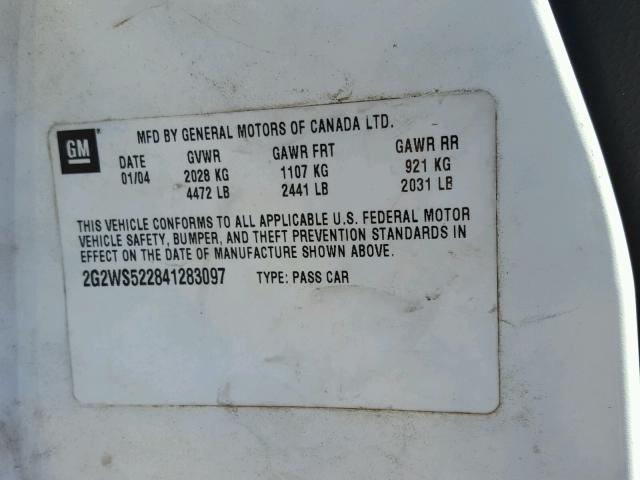 GM
MFD BY GENERAL MOTORS OF CANADA LTD.
DATE GVWR GAWR FRT GAWR RR
01/04 2028 KG 1107 KG 921 KG
4472 LB 2441 LB 2031 LB
THIS VEHICLE CONFORMS TO ALL APPLICABLE U.S. FEDERAL MOTOR
VEHICLE SAFETY, BUMPER, AND THEFT PREVENTION STANDARDS IN
EFFECT ON THE DATE OF MANUFACTURE SHOWN ABOVE.
2G2WS522841283097 TYPE: PASS CAR